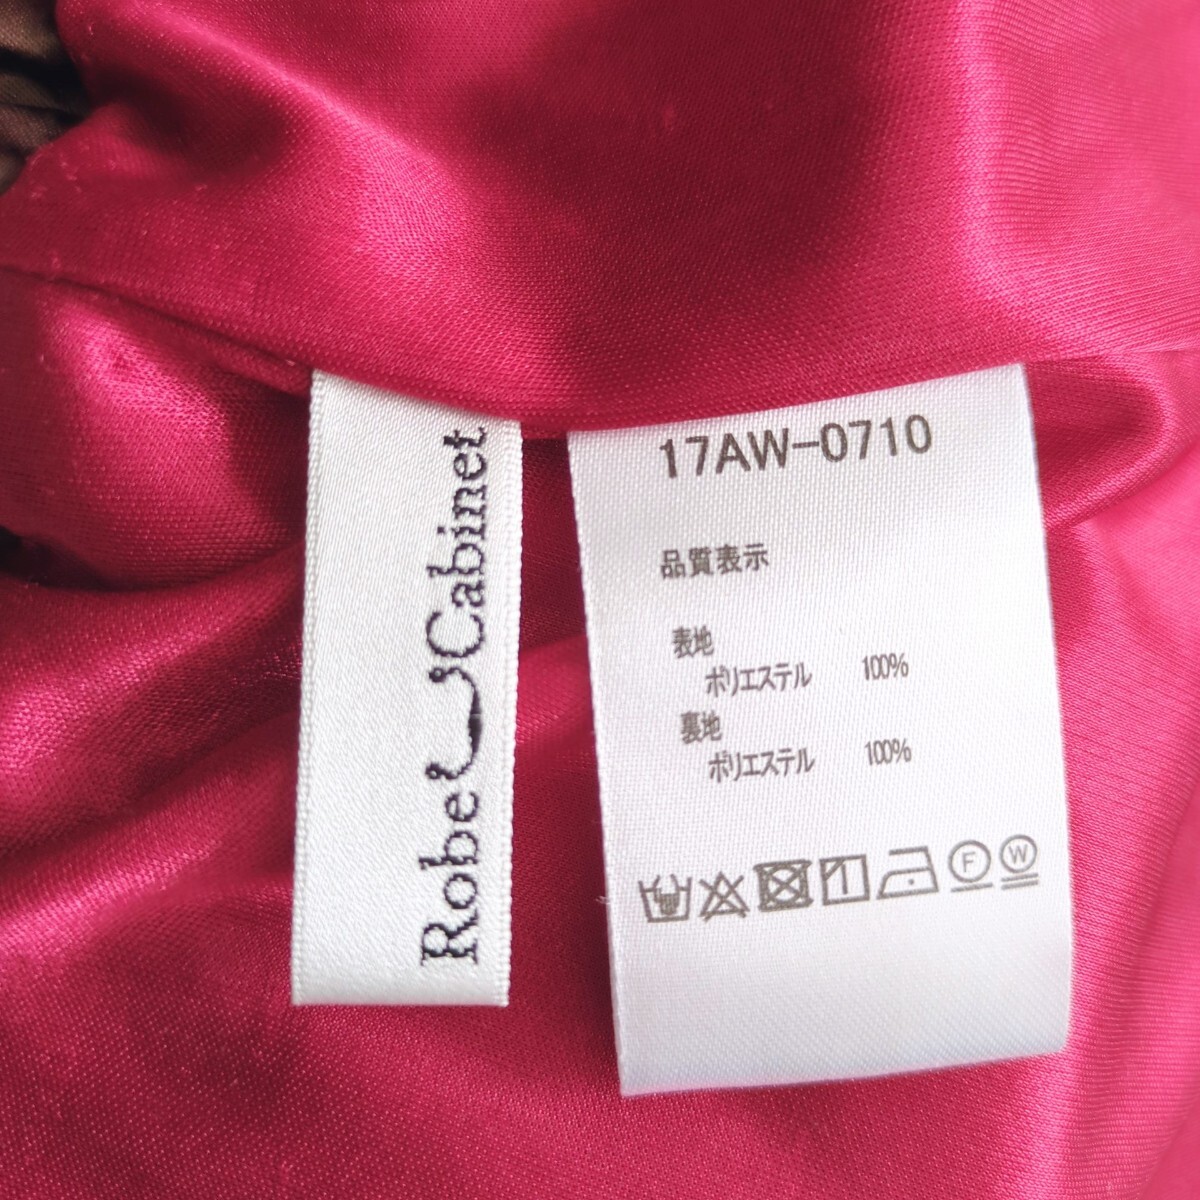 Robe Cabinet
17AW-0710
品質表示
表地
ポリエステル 100%
裏地
ポリエステル 100%
F W